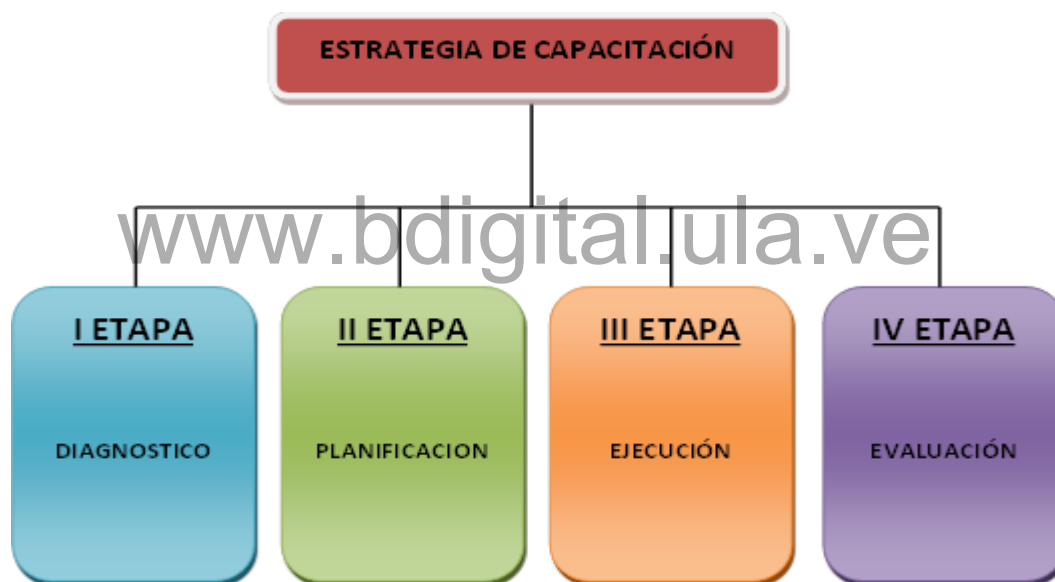 ESTRATEGIA DE CAPACITACIÓN
www.bdigital.ula.ve
I ETAPA
DIAGNOSTICO
II ETAPA
PLANIFICACION
III ETAPA
EJECUCIÓN
IV ETAPA
EVALUACIÓN